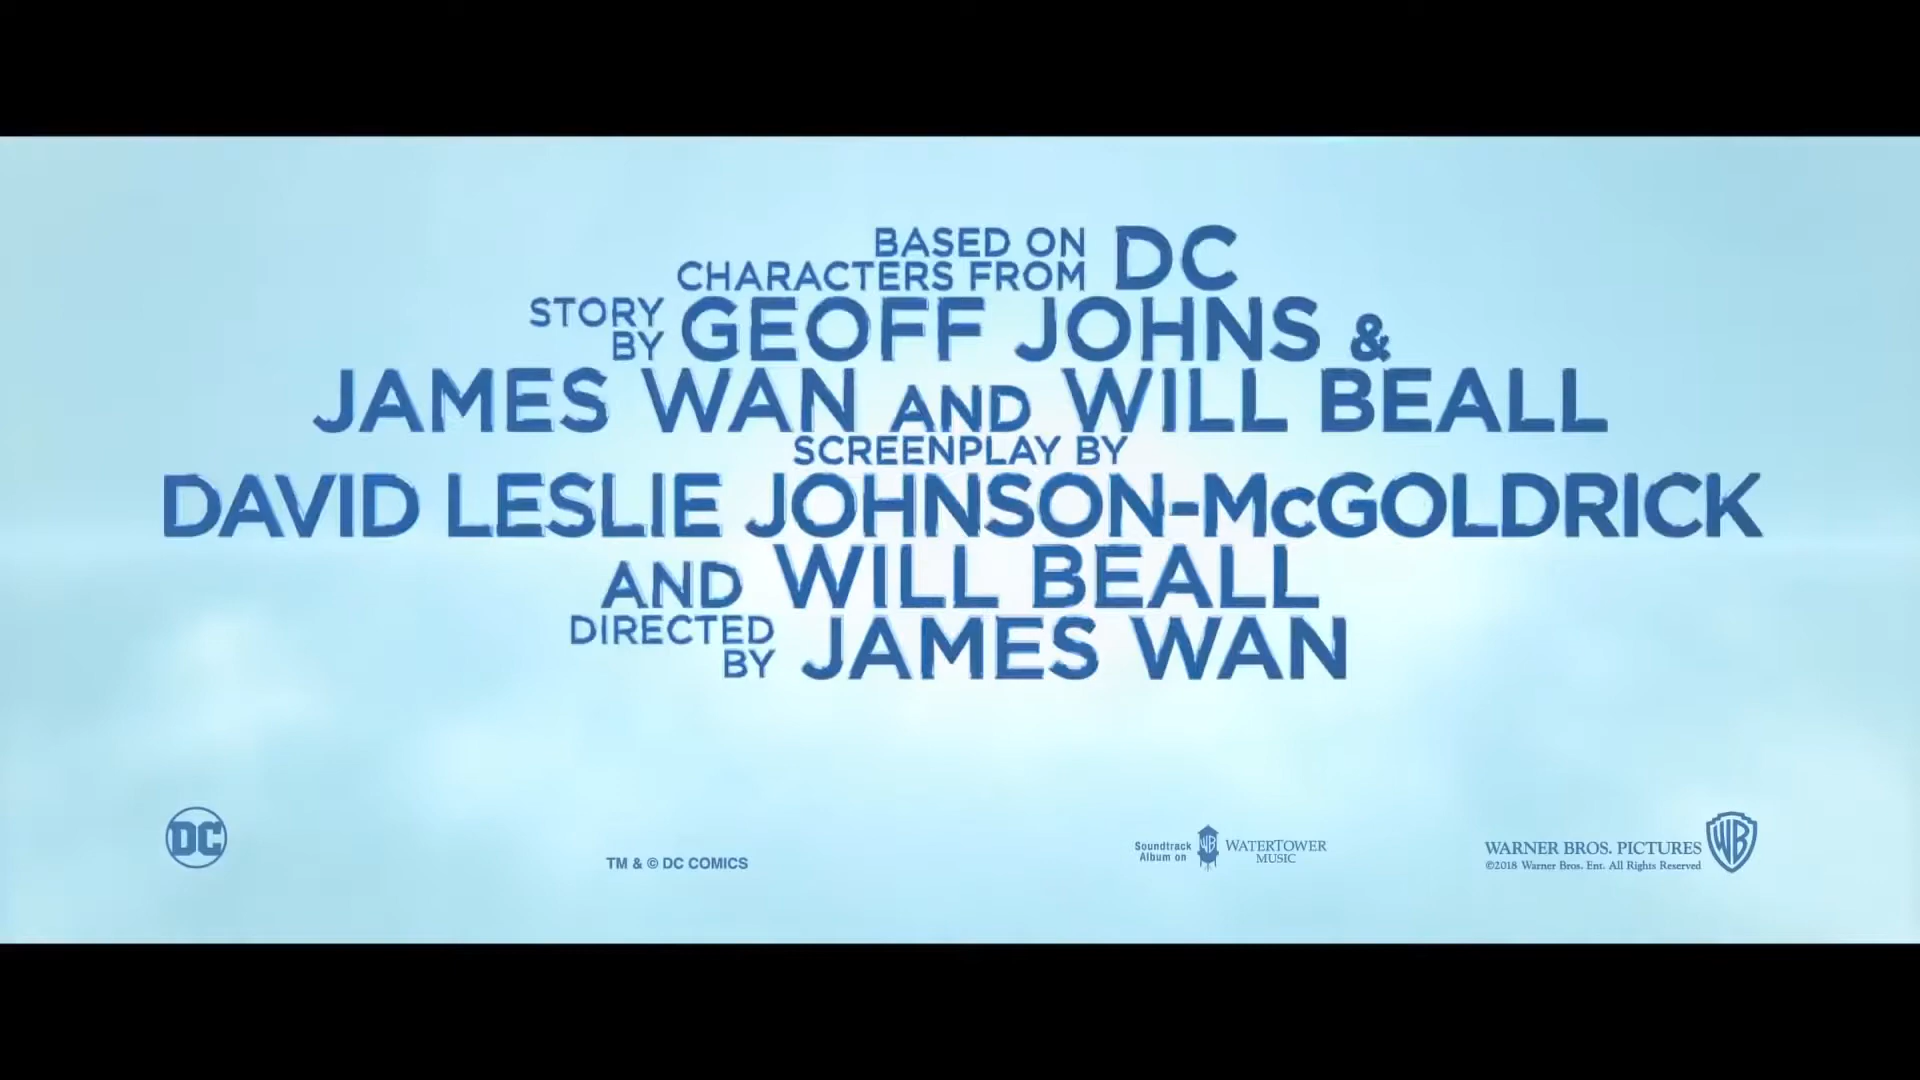 BASED ON
CHARACTERS FROM DC
STORY
BY GEOFF JOHNS &
JAMES WAN AND WILL BEALL
SCREENPLAY BY
DAVID LESLIE JOHNSON-McGOLDRICK
AND WILL BEALL
DIRECTED
BY JAMES WAN
DC
TM & © DC COMICS
Soundtrack
Album on
WB
WATERTOWER
MUSIC
WARNER BROS. PICTURES
©2018 Warner Bros. Ent. All Rights Reserved
WB